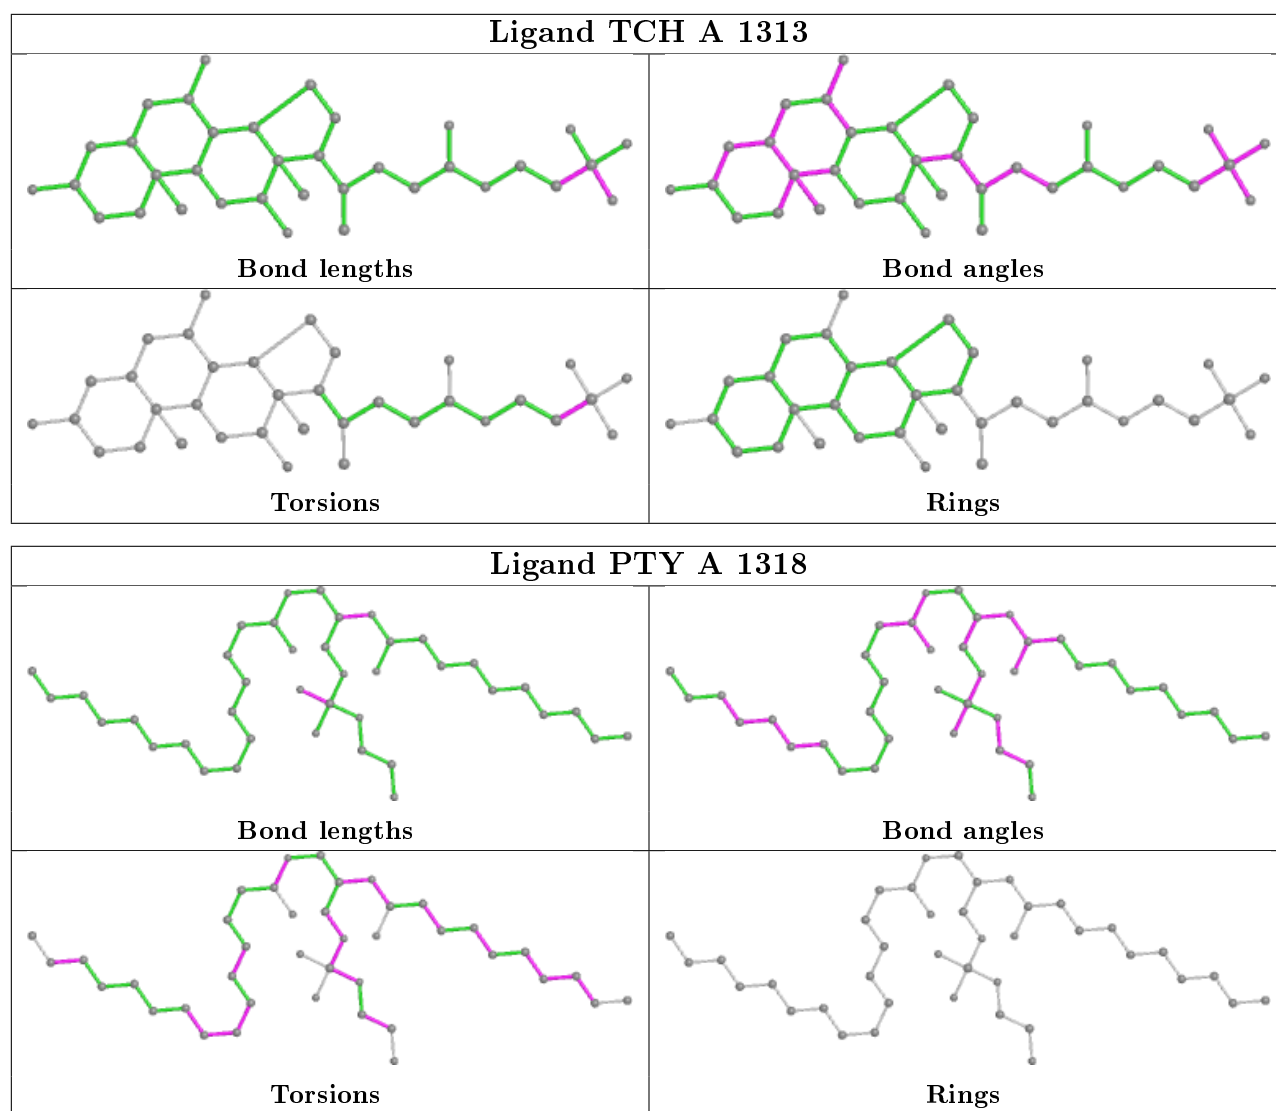 Ligand TCH A 1313
Bond lengths
Bond angles
Torsions
Rings
Ligand PTY A 1318
Bond lengths
Bond angles
Torsions
Rings